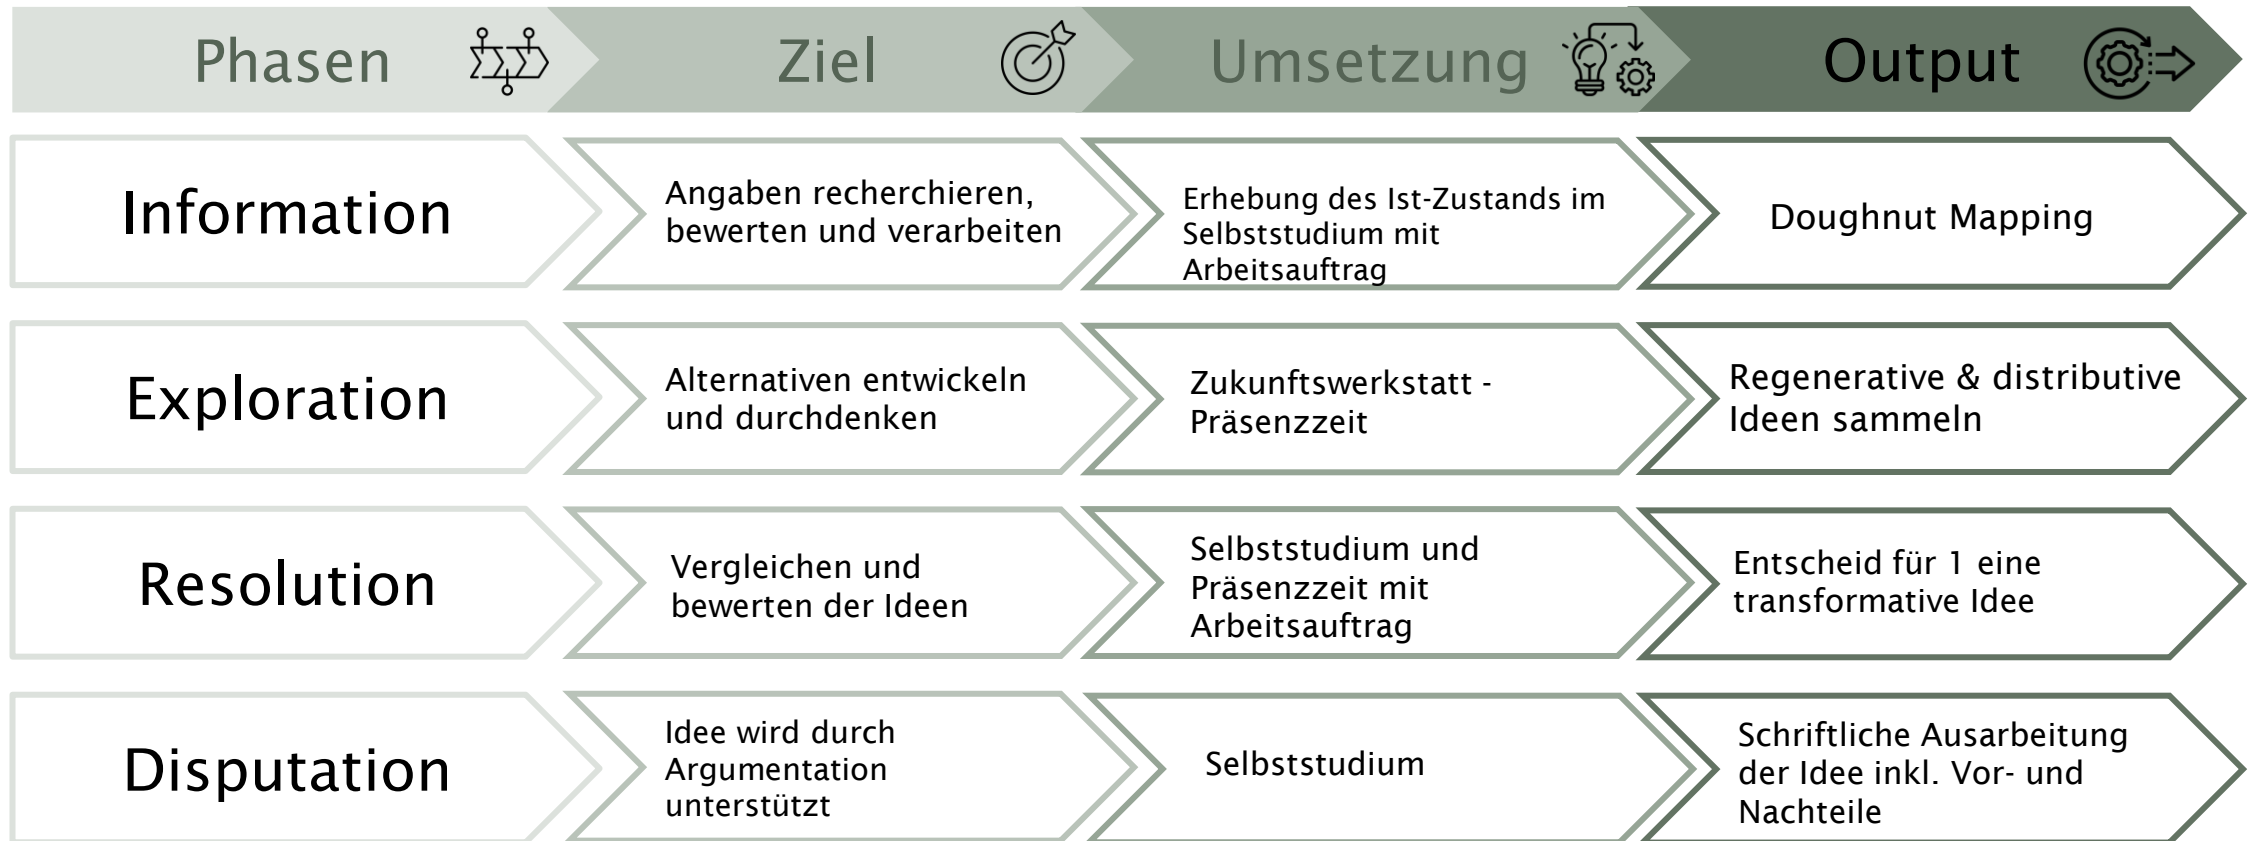 Phasen
Ziel
Umsetzung
Output
Information
Angaben recherchieren,
bewerten und verarbeiten
Erhebung des Ist-Zustands im
Selbststudium mit
Arbeitsauftrag
Doughnut Mapping
Exploration
Alternativen entwickeln
und durchdenken
Zukunftswerkstatt -
Präsenzzeit
Regenerative & distributive
Ideen sammeln
Resolution
Vergleichen und
bewerten der Ideen
Selbststudium und
Präsenzzeit mit
Arbeitsauftrag
Entscheid für 1 eine
transformative Idee
Disputation
Idee wird durch
Argumentation
unterstützt
Selbststudium
Schriftliche Ausarbeitung
der Idee inkl. Vor- und
Nachteile